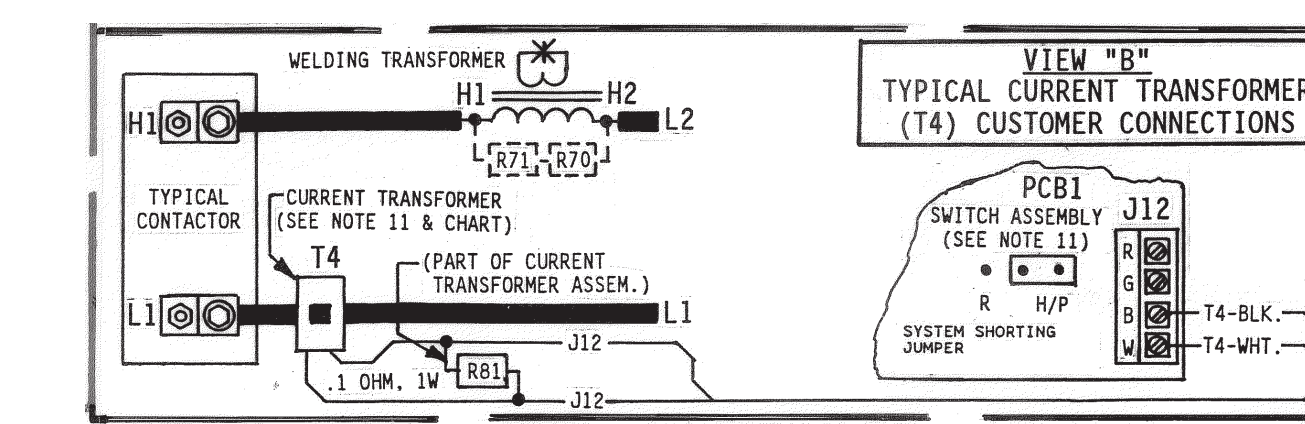 WELDING TRANSFORMER
H1 H2
H1
L2
R71 R70
TYPICAL
CONTACTOR
CURRENT TRANSFORMER
(SEE NOTE 11 & CHART)
T4
(PART OF CURRENT
TRANSFORMER ASSEM.)
L1
L1
J12
R81
.1 OHM, 1W
J12
VIEW "B"
TYPICAL CURRENT TRANSFORMER
(T4) CUSTOMER CONNECTIONS
PCB1
SWITCH ASSEMBLY
(SEE NOTE 11)
J12
R
G
B
W
R H/P
SYSTEM SHORTING
JUMPER
T4-BLK.
T4-WHT.